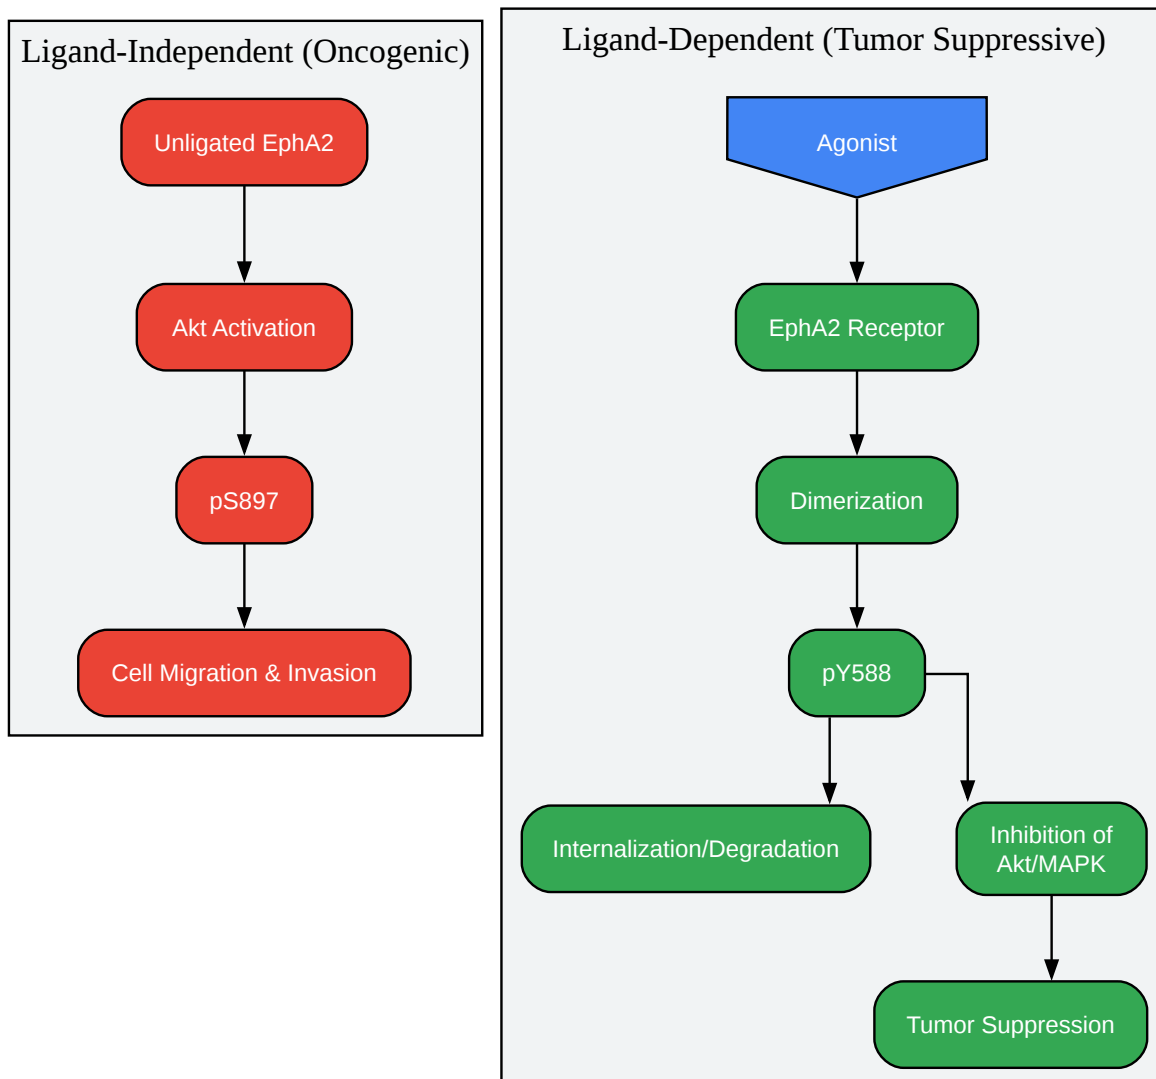 Ligand-Independent (Oncogenic)
Unligated EphA2
Akt Activation
pS897
Cell Migration & Invasion
Ligand-Dependent (Tumor Suppressive)
Agonist
EphA2 Receptor
Dimerization
pY588
Internalization/Degradation
Inhibition of
Akt/MAPK
Tumor Suppression